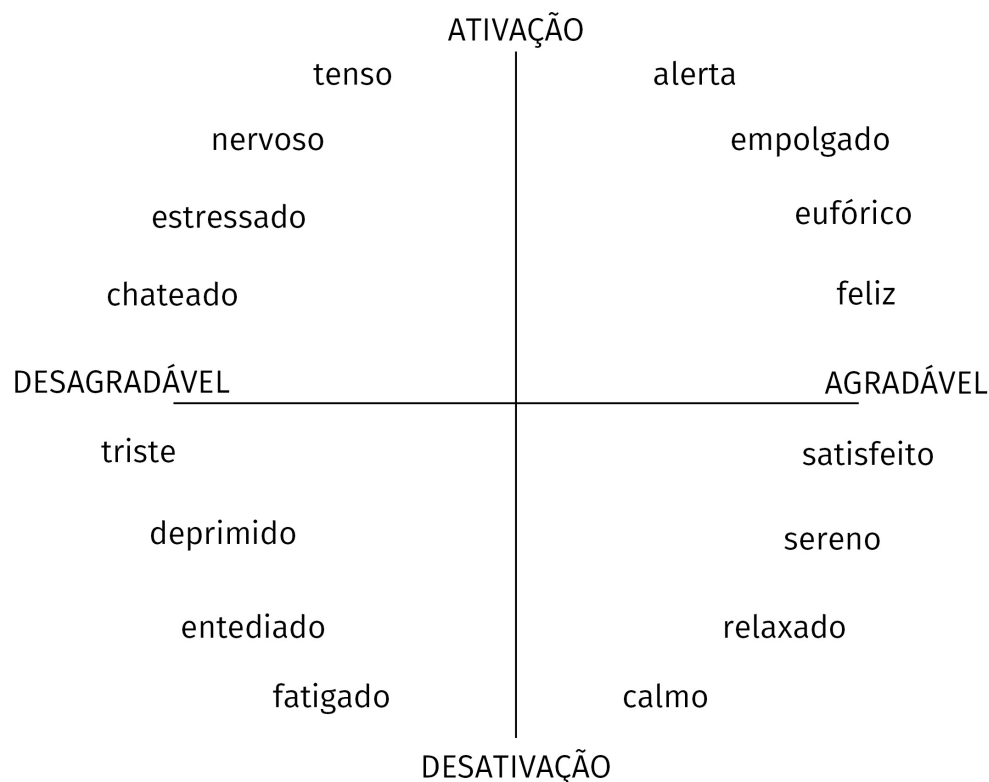 ATIVAÇÃO
tenso alerta
nervoso empolgado
estressado eufórico
chateado feliz
DESAGRADÁVEL AGRADÁVEL
triste satisfeito
deprimido sereno
entediado relaxado
fatigado calmo
DESATIVAÇÃO